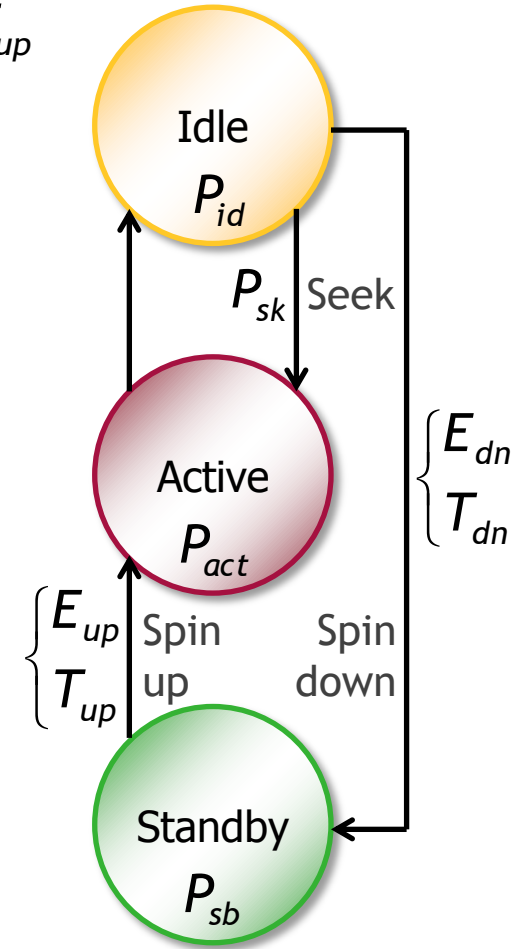 up
Idle
P_id
P_sk Seek
E_dn
T_dn
Active
P_act
E_up Spin
T_up up
Spin
down
Standby
P_sb